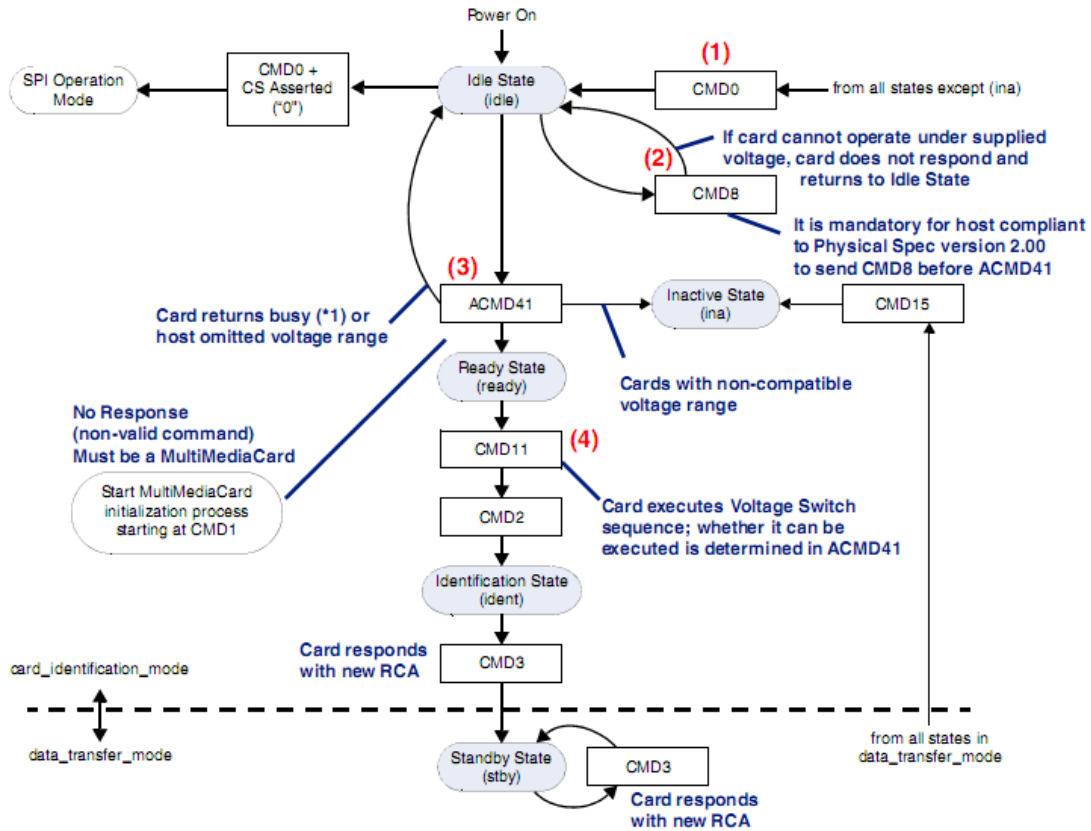 Power On
(1)
SPI Operation
Mode
CMD0 +
CS Asserted
("0")
Idle State
(idle)
CMD0
from all states except (ina)
(2)
If card cannot operate under supplied
voltage, card does not respond and
returns to Idle State
CMD8
It is mandatory for host compliant
to Physical Spec version 2.00
to send CMD8 before ACMD41
(3)
Card returns busy (*1) or
host omitted voltage range
ACMD41
Inactive State
(ina)
CMD15
Ready State
(ready)
Cards with non-compatible
voltage range
No Response
(non-valid command)
Must be a MultiMediaCard
Start MultiMediaCard
initialization process
starting at CMD1
CMD11
(4)
CMD2
Card executes Voltage Switch
sequence; whether it can be
executed is determined in ACMD41
Identification State
(ident)
Card responds
with new RCA
CMD3
card_identification_mode
data_transfer_mode
Standby State
(stby)
CMD3
Card responds
with new RCA
from all states in
data_transfer_mode